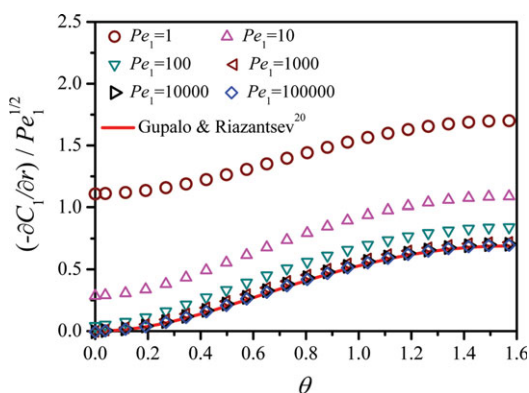 2.5
2.0
1.5
1.0
0.5
0.0
(-∂C₁/∂r) / Pe₁^1/2
Pe₁=1 Pe₁=10
Pe₁=100 Pe₁=1000
Pe₁=10000 Pe₁=100000
Gupalo & Riazantsev²⁰
0.0 0.2 0.4 0.6 0.8 1.0 1.2 1.4 1.6
θ